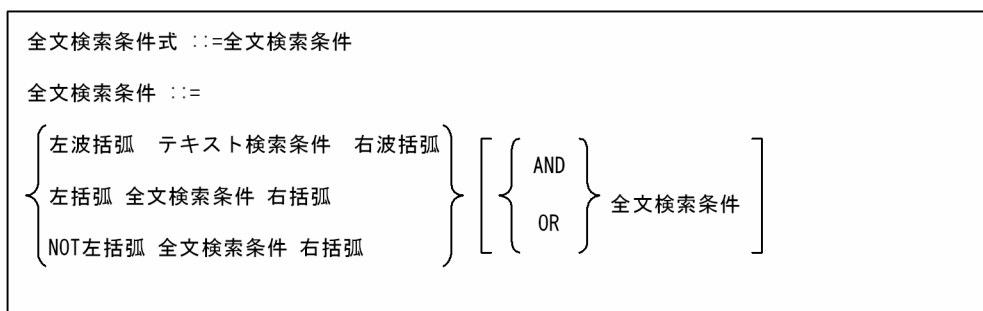 全文検索条件式 ::=全文検索条件
全文検索条件 ::=
左波括弧 テキスト検索条件 右波括弧
左括弧 全文検索条件 右括弧
NOT左括弧 全文検索条件 右括弧
AND
OR
全文検索条件